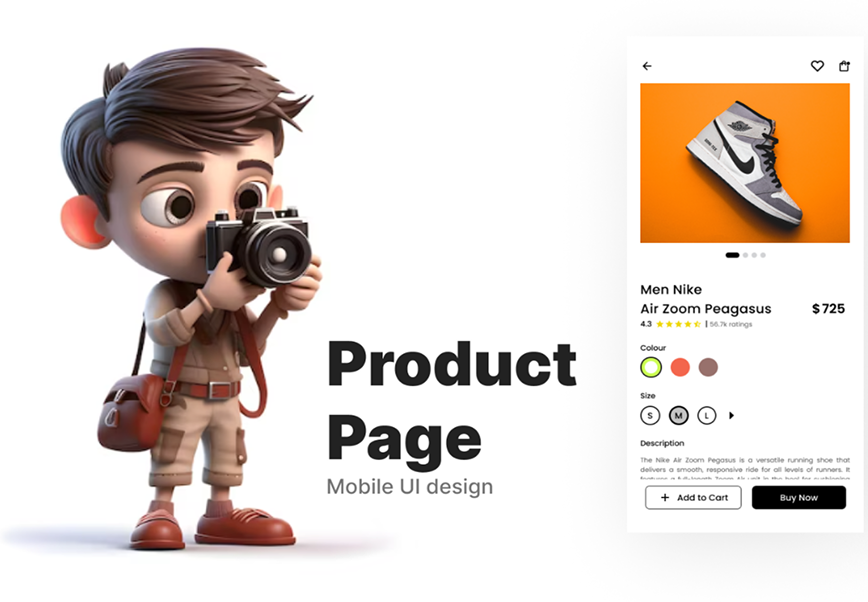 Product
Page
Mobile UI design
Men Nike
Air Zoom Peagasus
$725
4.3
56.7k ratings
Colour
Size
S
M
L
Description
The Nike Air Zoom Pegasus is a versatile running shoe that
delivers a smooth, responsive ride for all levels of runners. It
features a full-length Zoom Air unit in the heel for cushioning
+ Add to Cart
Buy Now